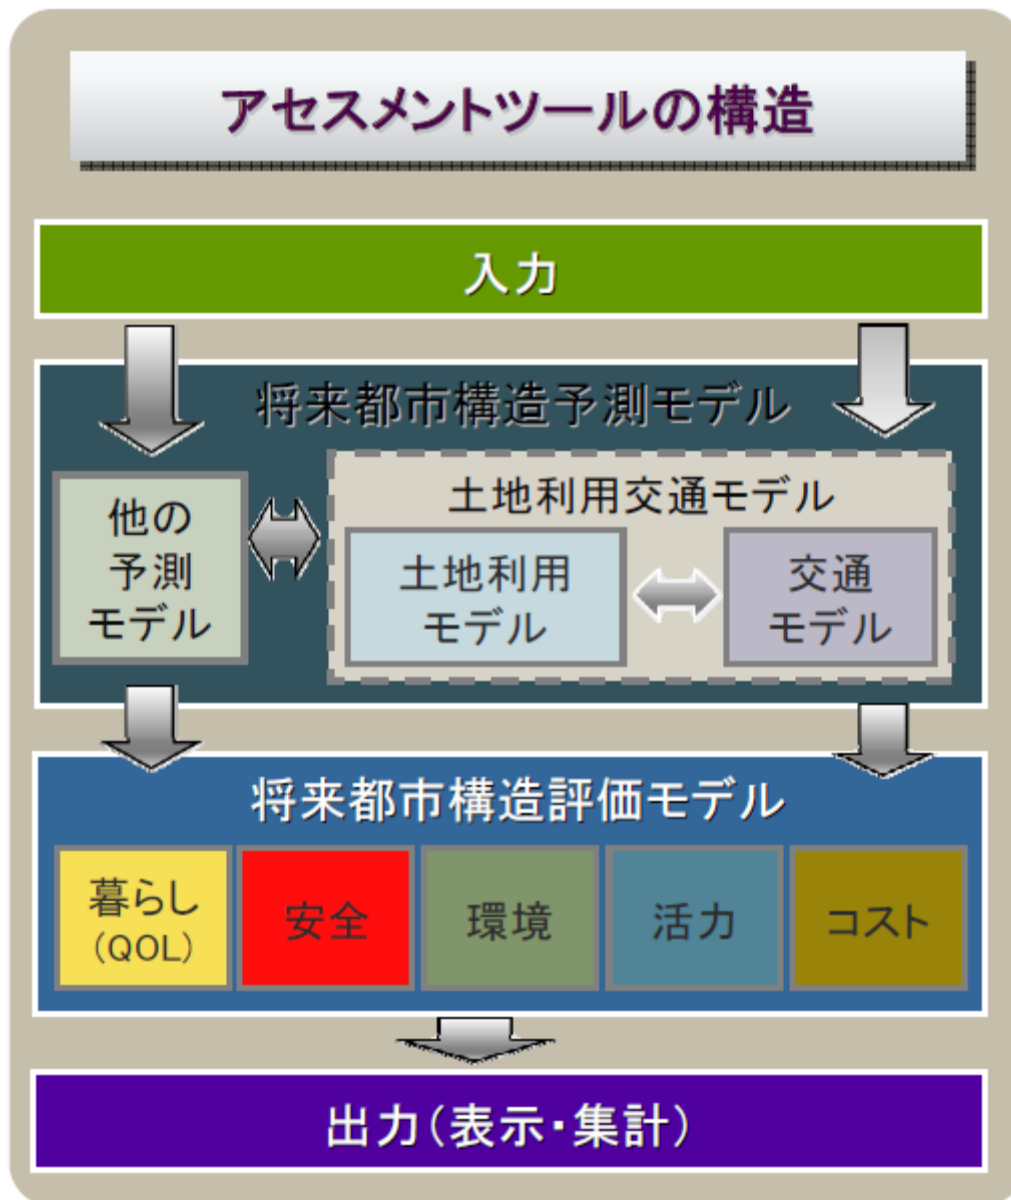 アセスメントツールの構造
入力
将来都市構造予測モデル
他の
予測
モデル
土地利用交通モデル
土地利用
モデル
交通
モデル
将来都市構造評価モデル
暮らし
(QOL)
安全
環境
活力
コスト
出力(表示・集計)